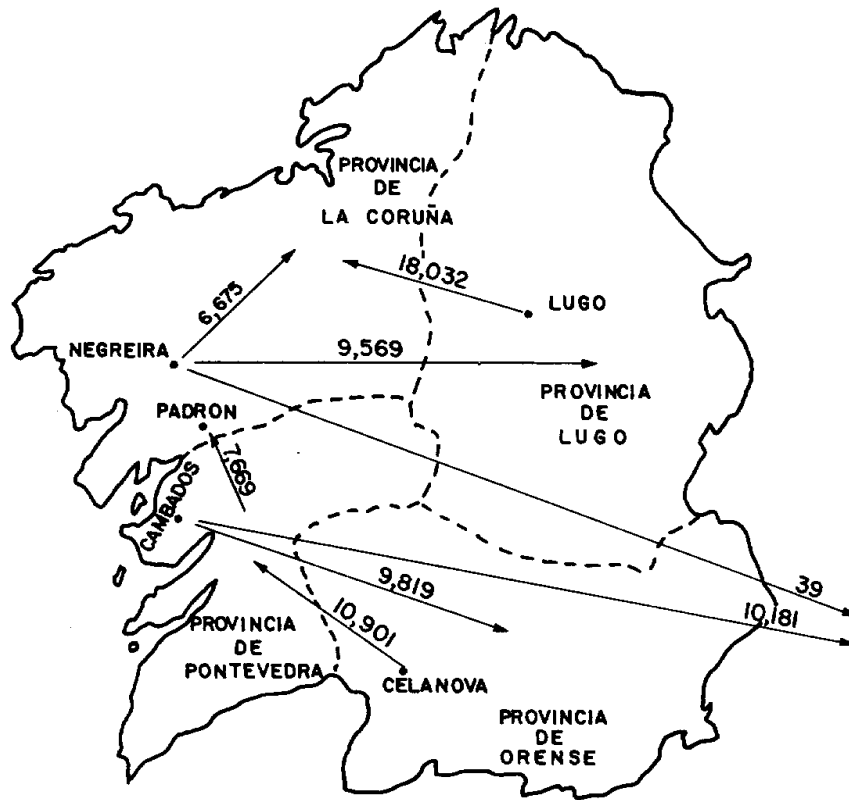 PROVINCIA
DE
LA CORUÑA
6,675
18,032
LUGO
NEGREIRA
9,569
PROVINCIA
DE
LUGO
PADRON
7,669
CAMBADOS
9,819
39
10,181
10,901
PROVINCIA
DE
PONTEVEDRA
CELANOVA
PROVINCIA
DE
ORENSE